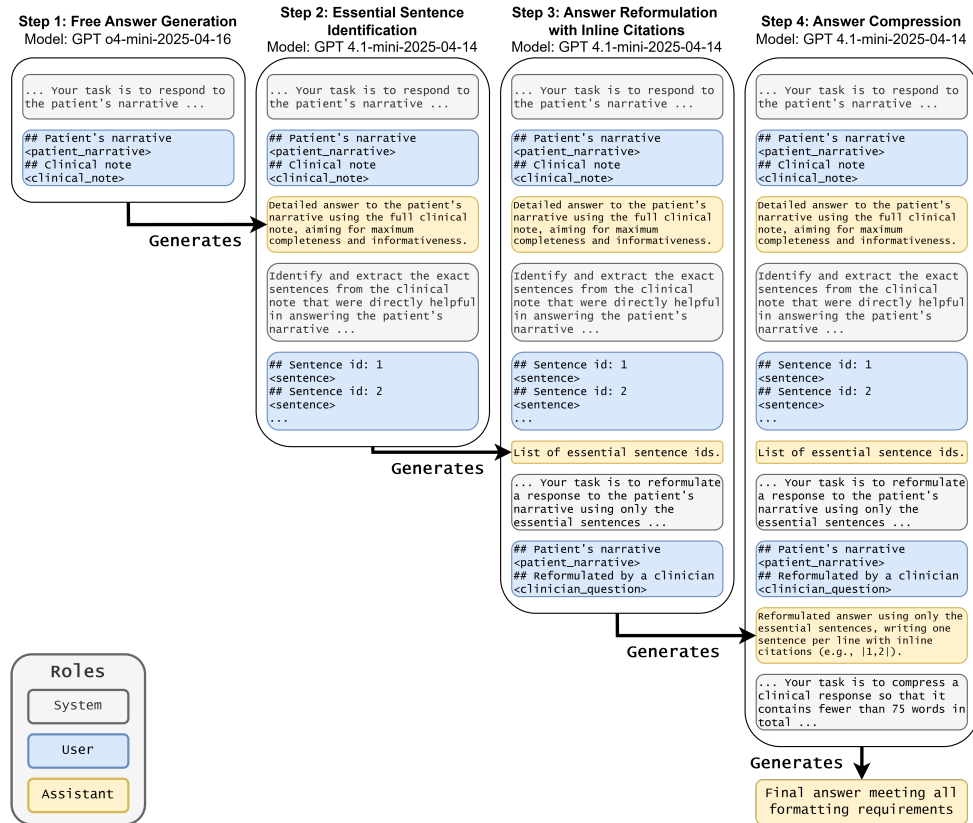 Step 1: Free Answer Generation
Model: GPT o4-mini-2025-04-16
... Your task is to respond to
the patient's narrative ...
## Patient's narrative
<patient_narrative>
## Clinical note
<clinical_note>
Generates
Step 2: Essential Sentence
Identification
Model: GPT 4.1-mini-2025-04-14
... Your task is to respond to
the patient's narrative ...
## Patient's narrative
<patient_narrative>
## Clinical note
<clinical_note>
Detailed answer to the patient's
narrative using the full clinical
note, aiming for maximum
completeness and informativeness.
Identify and extract the exact
sentences from the clinical
note that were directly helpful
in answering the patient's
narrative ...
## Sentence id: 1
<sentence>
## Sentence id: 2
<sentence>
...
Generates
Step 3: Answer Reformulation
with Inline Citations
Model: GPT 4.1-mini-2025-04-14
... Your task is to respond to
the patient's narrative ...
## Patient's narrative
<patient_narrative>
## Clinical note
<clinical_note>
Detailed answer to the patient's
narrative using the full clinical
note, aiming for maximum
completeness and informativeness.
Identify and extract the exact
sentences from the clinical
note that were directly helpful
in answering the patient's
narrative ...
## Sentence id: 1
<sentence>
## Sentence id: 2
<sentence>
...
List of essential sentence ids.
... Your task is to reformulate
a response to the patient's
narrative using only the
essential sentences ...
## Patient's narrative
<patient_narrative>
## Reformulated by a clinician
<clinician_question>
Generates
Step 4: Answer Compression
Model: GPT 4.1-mini-2025-04-14
... Your task is to respond to
the patient's narrative ...
## Patient's narrative
<patient_narrative>
## Clinical note
<clinical_note>
Detailed answer to the patient's
narrative using the full clinical
note, aiming for maximum
completeness and informativeness.
Identify and extract the exact
sentences from the clinical
note that were directly helpful
in answering the patient's
narrative ...
## Sentence id: 1
<sentence>
## Sentence id: 2
<sentence>
...
List of essential sentence ids.
... Your task is to reformulate
a response to the patient's
narrative using only the
essential sentences ...
## Patient's narrative
<patient_narrative>
## Reformulated by a clinician
<clinician_question>
Reformulated answer using only the
essential sentences, writing one
sentence per line with inline
citations (e.g., |1,2|).
... Your task is to compress a
clinical response so that it
contains fewer than 75 words in
total ...
Generates
Final answer meeting all
formatting requirements
Roles
System
User
Assistant